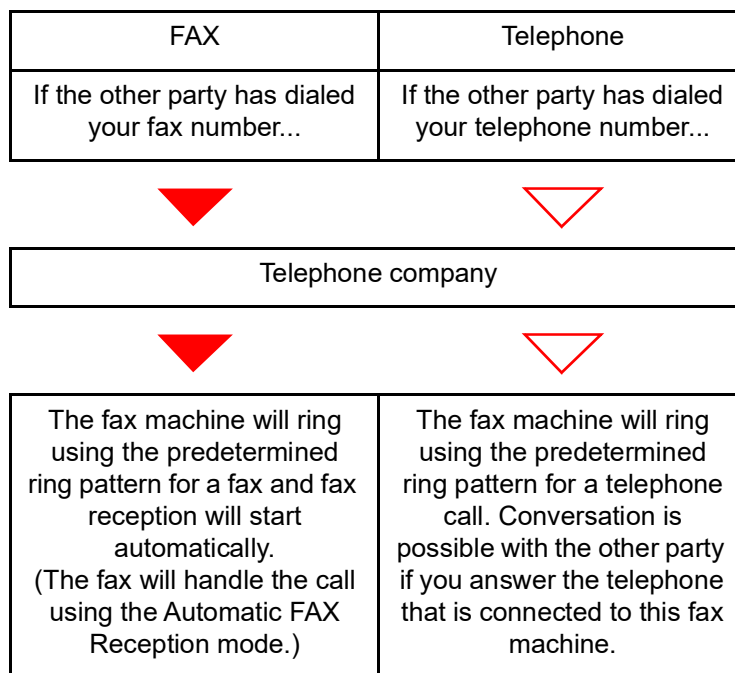 FAX
Telephone
If the other party has dialed
your fax number...
If the other party has dialed
your telephone number...
Telephone company
The fax machine will ring
using the predetermined
ring pattern for a fax and fax
reception will start
automatically.
(The fax will handle the call
using the Automatic FAX
Reception mode.)
The fax machine will ring
using the predetermined
ring pattern for a telephone
call. Conversation is
possible with the other party
if you answer the telephone
that is connected to this fax
machine.